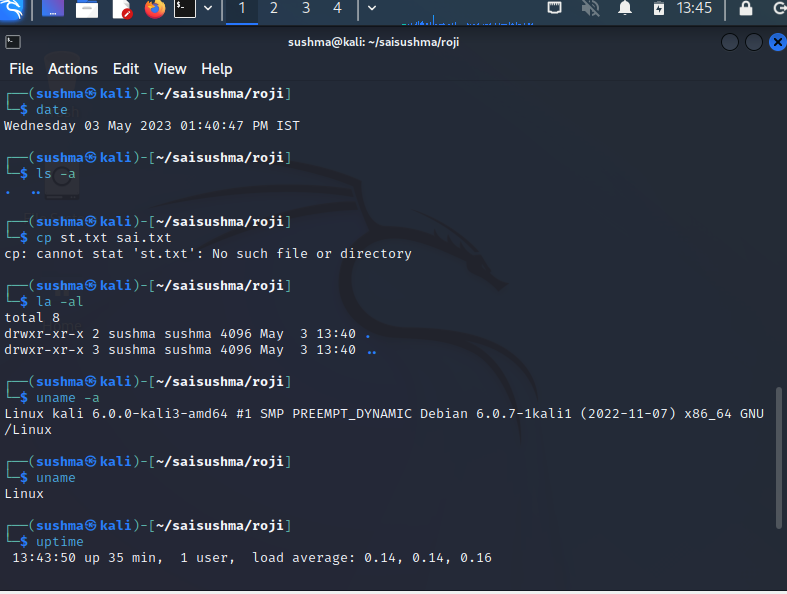 1 2 3 4 13:45
sushma@kali: ~/saisushma/roji
File Actions Edit View Help
┌──(sushma㉿kali)-[~/saisushma/roji]
└─$ date
Wednesday 03 May 2023 01:40:47 PM IST
┌──(sushma㉿kali)-[~/saisushma/roji]
└─$ ls -a
. ..
┌──(sushma㉿kali)-[~/saisushma/roji]
└─$ cp st.txt sai.txt
cp: cannot stat 'st.txt': No such file or directory
┌──(sushma㉿kali)-[~/saisushma/roji]
└─$ la -al
total 8
drwxr-xr-x 2 sushma sushma 4096 May  3 13:40 .
drwxr-xr-x 3 sushma sushma 4096 May  3 13:40 ..
┌──(sushma㉿kali)-[~/saisushma/roji]
└─$ uname -a
Linux kali 6.0.0-kali3-amd64 #1 SMP PREEMPT_DYNAMIC Debian 6.0.7-1kali1 (2022-11-07) x86_64 GNU
/Linux
┌──(sushma㉿kali)-[~/saisushma/roji]
└─$ uname
Linux
┌──(sushma㉿kali)-[~/saisushma/roji]
└─$ uptime
 13:43:50 up 35 min,  1 user,  load average: 0.14, 0.14, 0.16